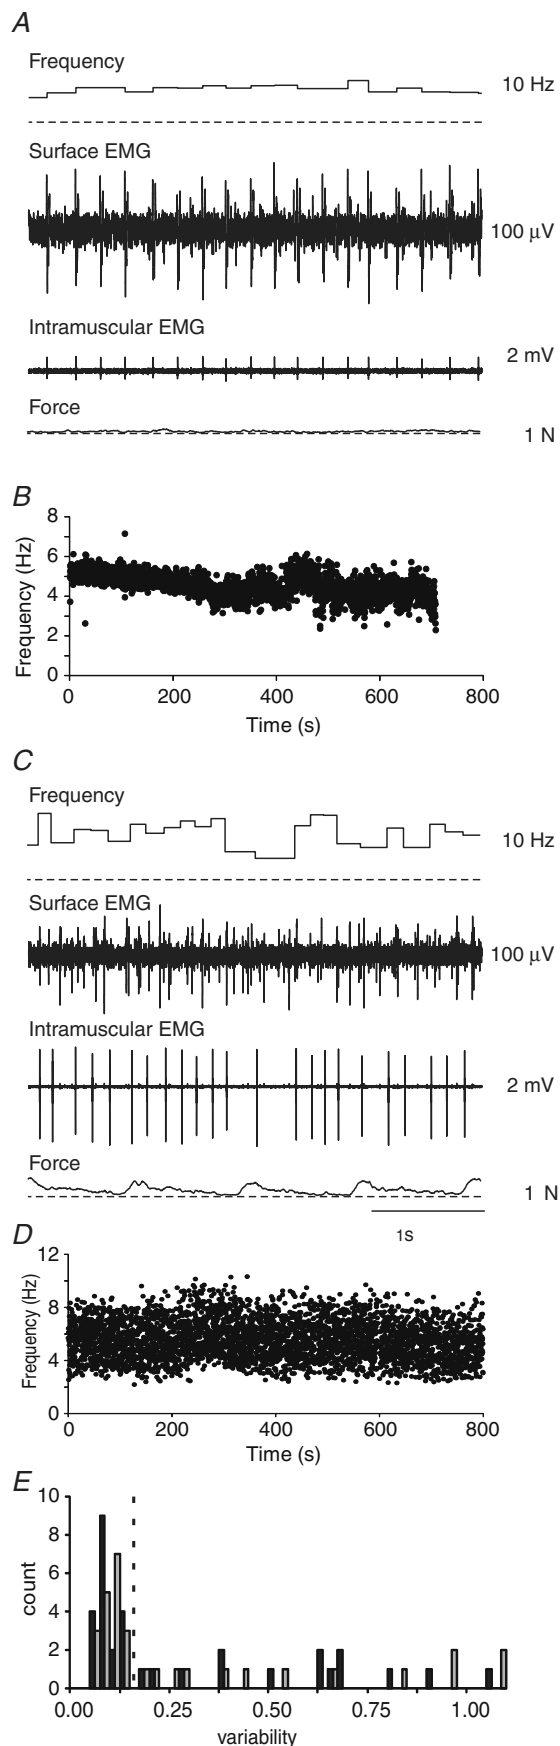 A
Frequency
10 Hz
Surface EMG
100 μV
Intramuscular EMG
2 mV
Force
1 N
B
8
6
4
2
0
Frequency (Hz)
0 200 400 600 800
Time (s)
C
Frequency
10 Hz
Surface EMG
100 μV
Intramuscular EMG
2 mV
Force
1 N
1s
D
12
8
4
0
Frequency (Hz)
0 200 400 600 800
Time (s)
E
10
8
6
4
2
0
count
0.00 0.25 0.50 0.75 1.00
variability